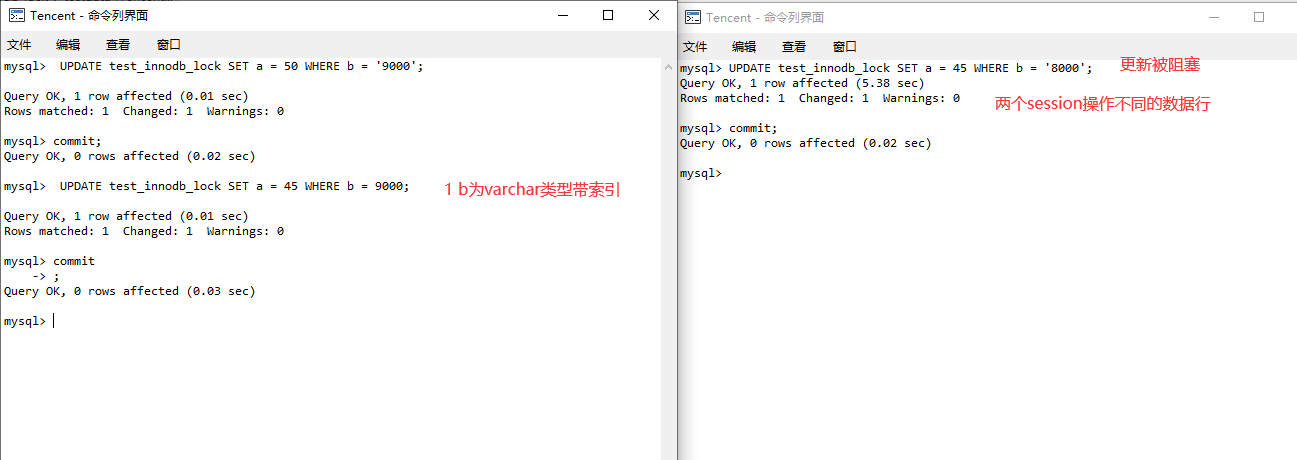 Tencent - 命令列界面
文件 编辑 查看 窗口
mysql>  UPDATE test_innodb_lock SET a = 50 WHERE b = '9000';
Query OK, 1 row affected (0.01 sec)
Rows matched: 1  Changed: 1  Warnings: 0
mysql> commit;
Query OK, 0 rows affected (0.02 sec)
mysql>  UPDATE test_innodb_lock SET a = 45 WHERE b = 9000;
1 b为varchar类型带索引
Query OK, 1 row affected (0.01 sec)
Rows matched: 1  Changed: 1  Warnings: 0
mysql> commit
    -> ;
Query OK, 0 rows affected (0.03 sec)
mysql>
Tencent - 命令列界面
文件 编辑 查看 窗口
mysql> UPDATE test_innodb_lock SET a = 45 WHERE b = '8000';
更新被阻塞
Query OK, 1 row affected (5.38 sec)
Rows matched: 1  Changed: 1  Warnings: 0
两个session操作不同的数据行
mysql> commit;
Query OK, 0 rows affected (0.02 sec)
mysql>